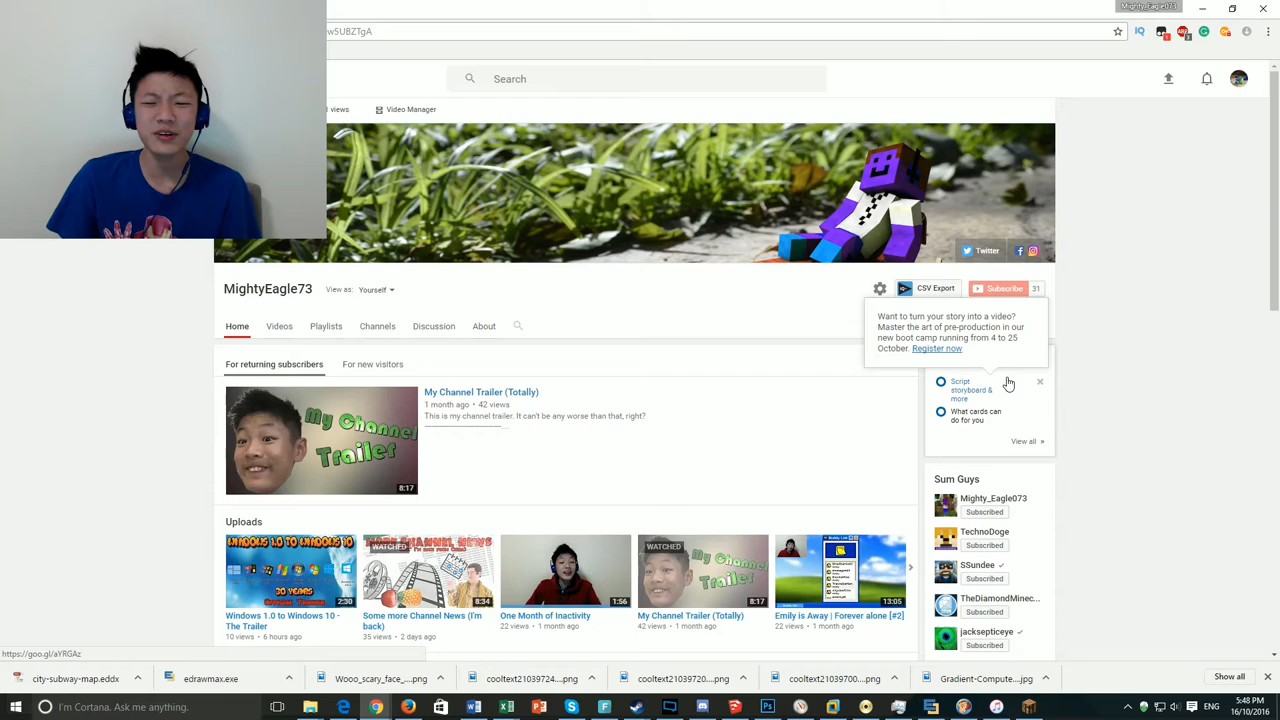 Mighty_Eagle073
w5UBZTgA
Search
views
Video Manager
Twitter
MightyEagle73
View as:
Yourself
CSV Export
Subscribe
31
Home
Videos
Playlists
Channels
Discussion
About
Want to turn your story into a video?
Master the art of pre-production in our
new boot camp running from 4 to 25
October. Register now
For returning subscribers
For new visitors
Script
storyboard &
more
What cards can
do for you
View all »
My Channel Trailer (Totally)
1 month ago • 42 views
This is my channel trailer. It can't be any worse than that, right?
My Channel
Trailer
8:17
Sum Guys
Mighty_Eagle073
Subscribed
TechnoDoge
Subscribed
SSundee
Subscribed
TheDiamondMinec...
Subscribed
jacksepticeye
Subscribed
Uploads
WINDOWS 1.0 TO WINDOWS 10
30 YEARS
2:30
WATCHED
CHANNEL NEWS
8:34
1:56
WATCHED
My Channel
Trailer
8:17
13:05
Windows 1.0 to Windows 10 -
The Trailer
10 views • 6 hours ago
Some more Channel News (I'm
back)
35 views • 2 days ago
One Month of Inactivity
22 views • 1 month ago
My Channel Trailer (Totally)
42 views • 1 month ago
Emily is Away | Forever alone [#2]
22 views • 1 month ago
https://goo.gl/aYRGAz
city-subway-map.eddx
edrawmax.exe
Wooo_scary_face_....png
cooltext21039724....png
cooltext21039720....png
cooltext21039700....png
Gradient-Compute....jpg
Show all
I'm Cortana. Ask me anything.
ENG
5:48 PM
16/10/2016